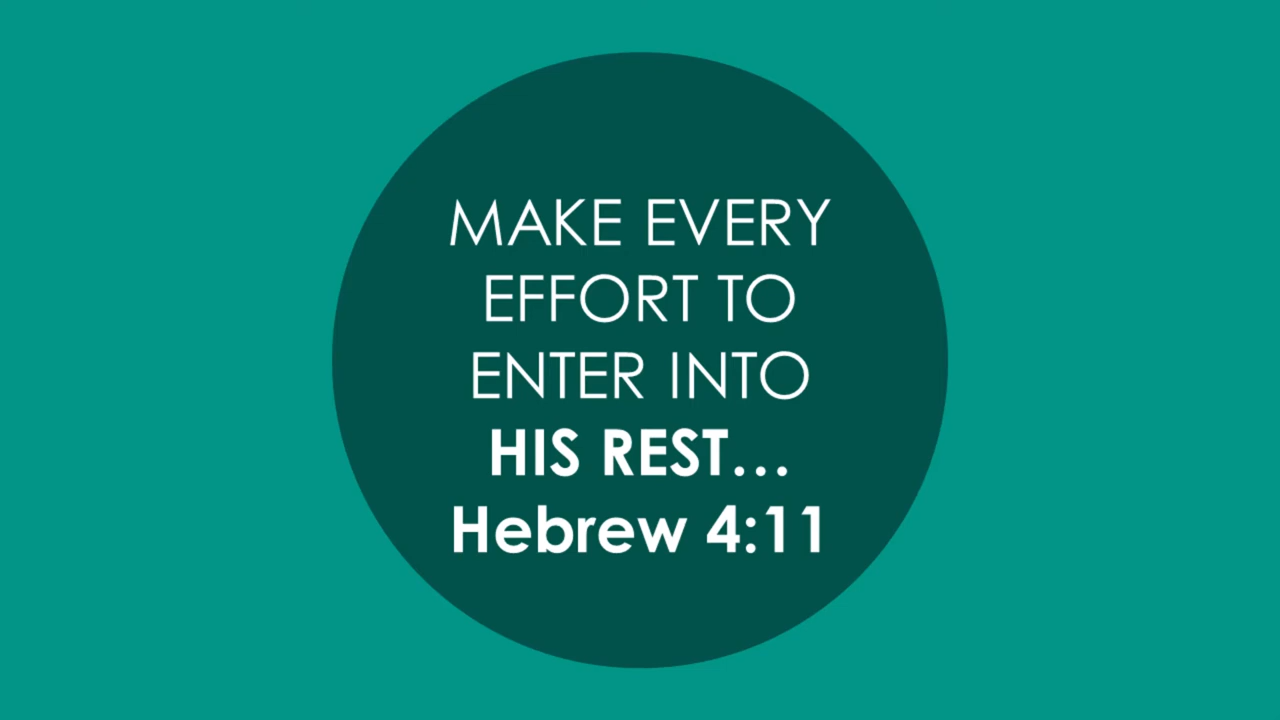 MAKE EVERY
EFFORT TO
ENTER INTO
HIS REST...
Hebrew 4:11